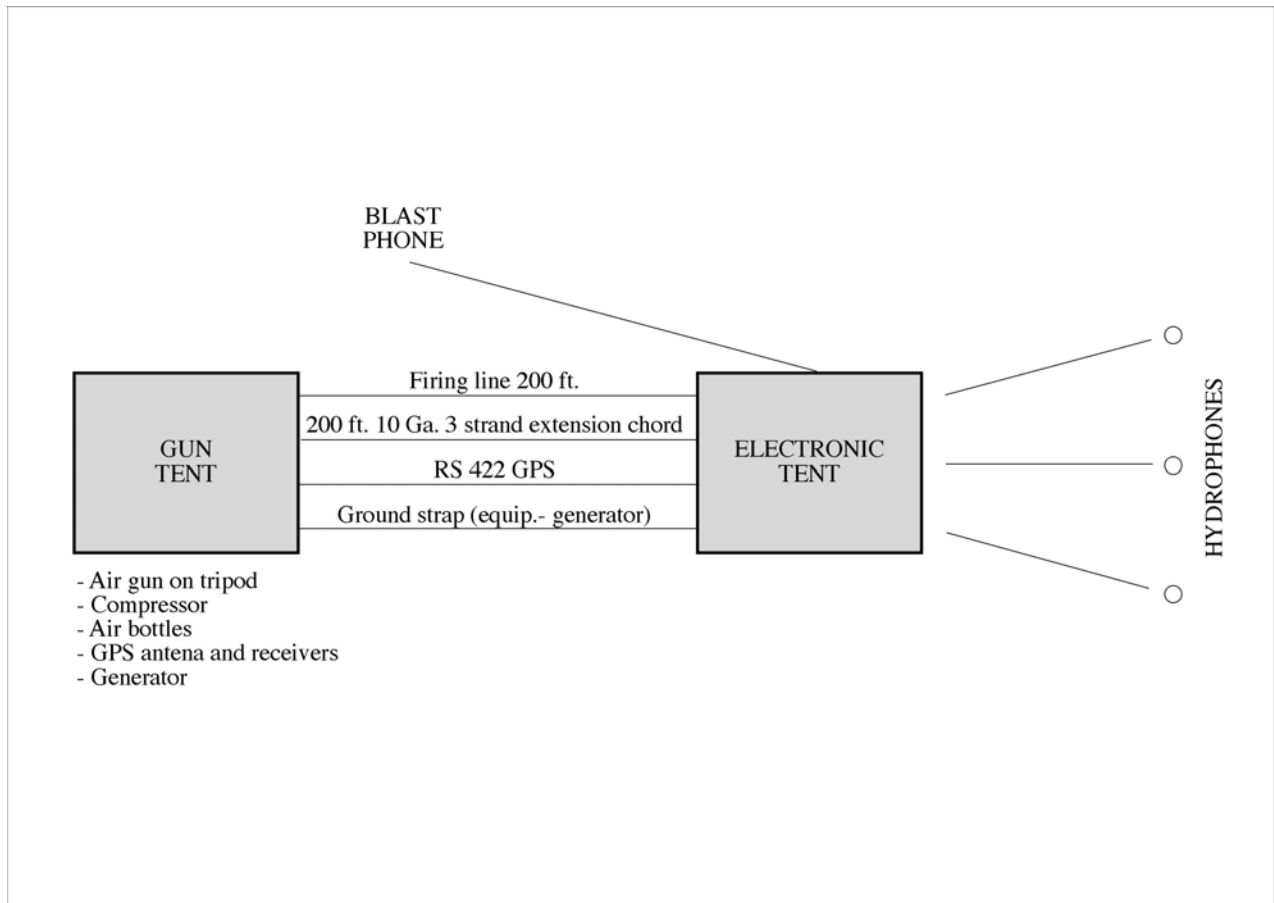 BLAST
PHONE
Firing line 200 ft.
200 ft. 10 Ga. 3 strand extension chord
RS 422 GPS
Ground strap (equip.- generator)
GUN
TENT
ELECTRONIC
TENT
HYDROPHONES
- Air gun on tripod
- Compressor
- Air bottles
- GPS antena and receivers
- Generator